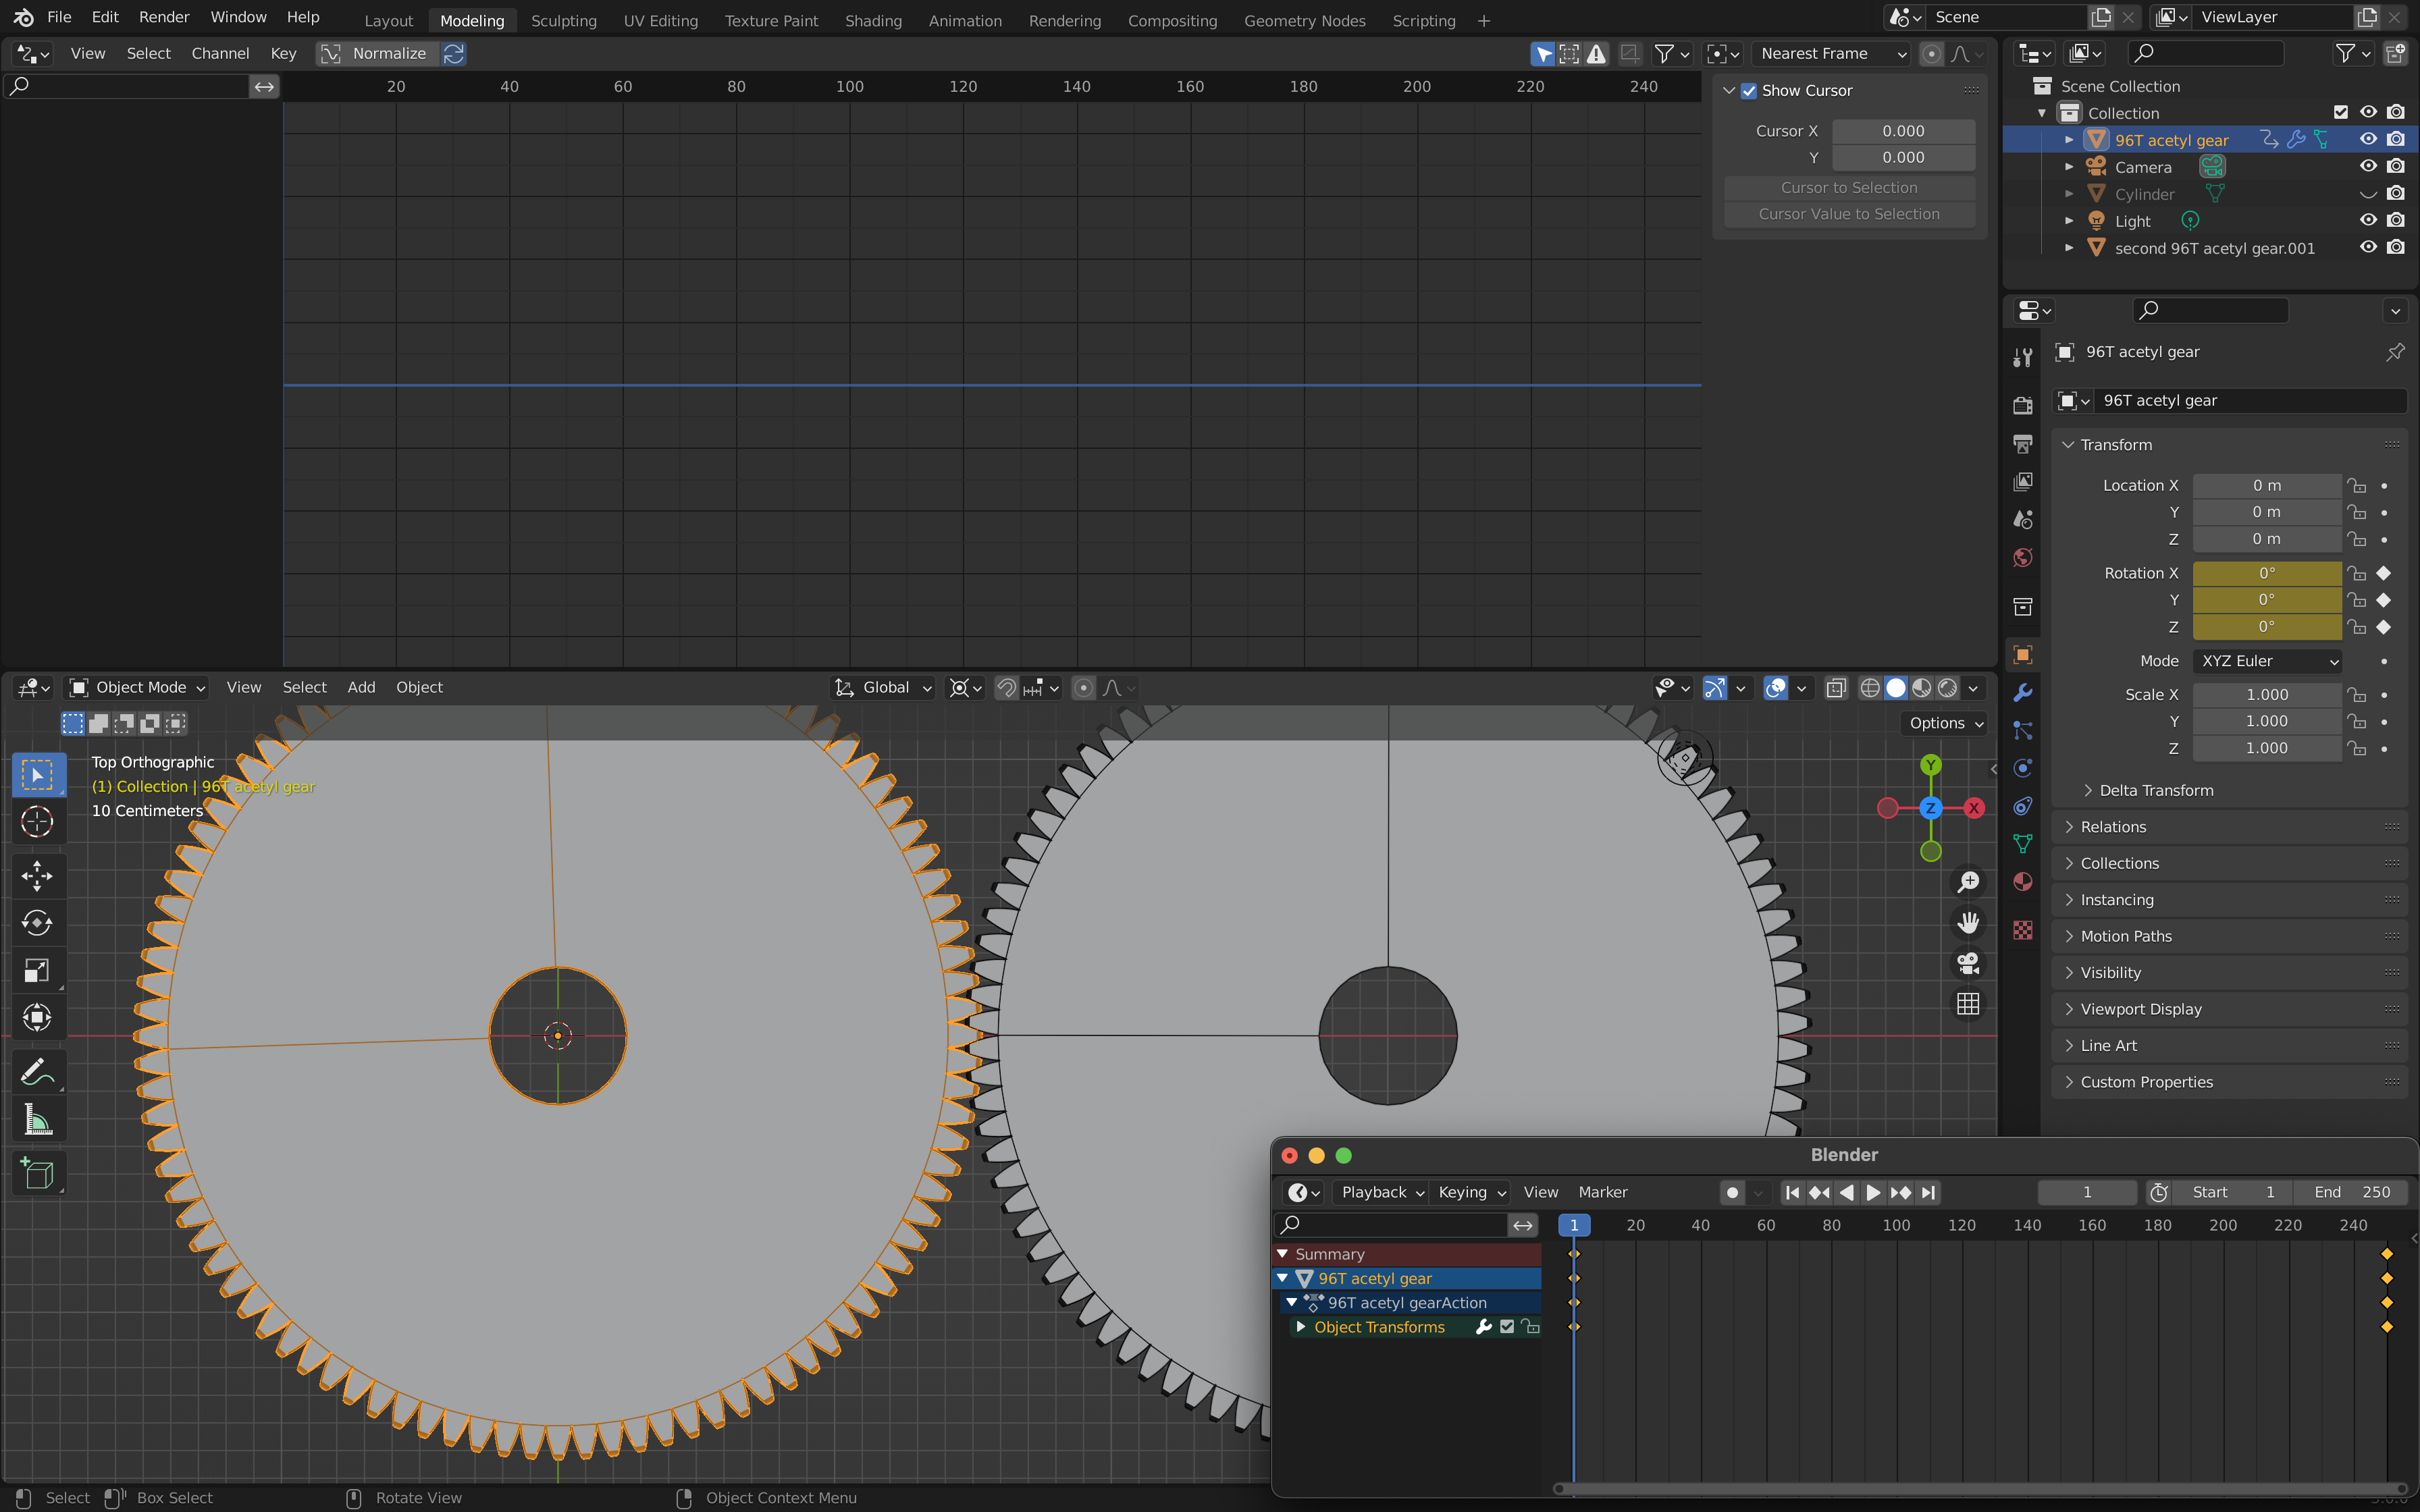 File Edit Render Window Help
Layout Modeling Sculpting UV Editing Texture Paint Shading Animation Rendering Compositing Geometry Nodes Scripting +
Scene
ViewLayer
View Select Channel Key Normalize
Nearest Frame
20 40 60 80 100 120 140 160 180 200 220 240
Show Cursor
Cursor X 0.000
Y 0.000
Cursor to Selection
Cursor Value to Selection
Scene Collection
Collection
96T acetyl gear
Camera
Cylinder
Light
second 96T acetyl gear.001
96T acetyl gear
96T acetyl gear
Transform
Location X 0 m
Y 0 m
Z 0 m
Rotation X 0°
Y 0°
Z 0°
Mode XYZ Euler
Scale X 1.000
Y 1.000
Z 1.000
Delta Transform
Relations
Collections
Instancing
Motion Paths
Visibility
Viewport Display
Line Art
Custom Properties
Object Mode View Select Add Object
Global
Options
Top Orthographic
(1) Collection | 96T acetyl gear
10 Centimeters
Y
Z
X
Blender
Playback Keying View Marker
1
Start 1
End 250
1 20 40 60 80 100 120 140 160 180 200 220 240
Summary
96T acetyl gear
96T acetyl gearAction
Object Transforms
Select
Box Select
Rotate View
Object Context Menu